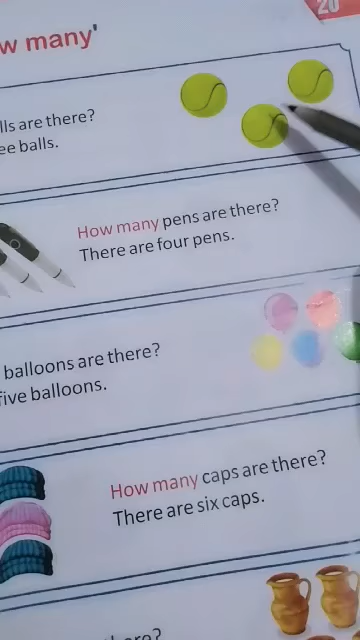 20
w many'
lls are there?
ee balls.
How many pens are there?
There are four pens.
balloons are there?
five balloons.
How many caps are there?
There are six caps.